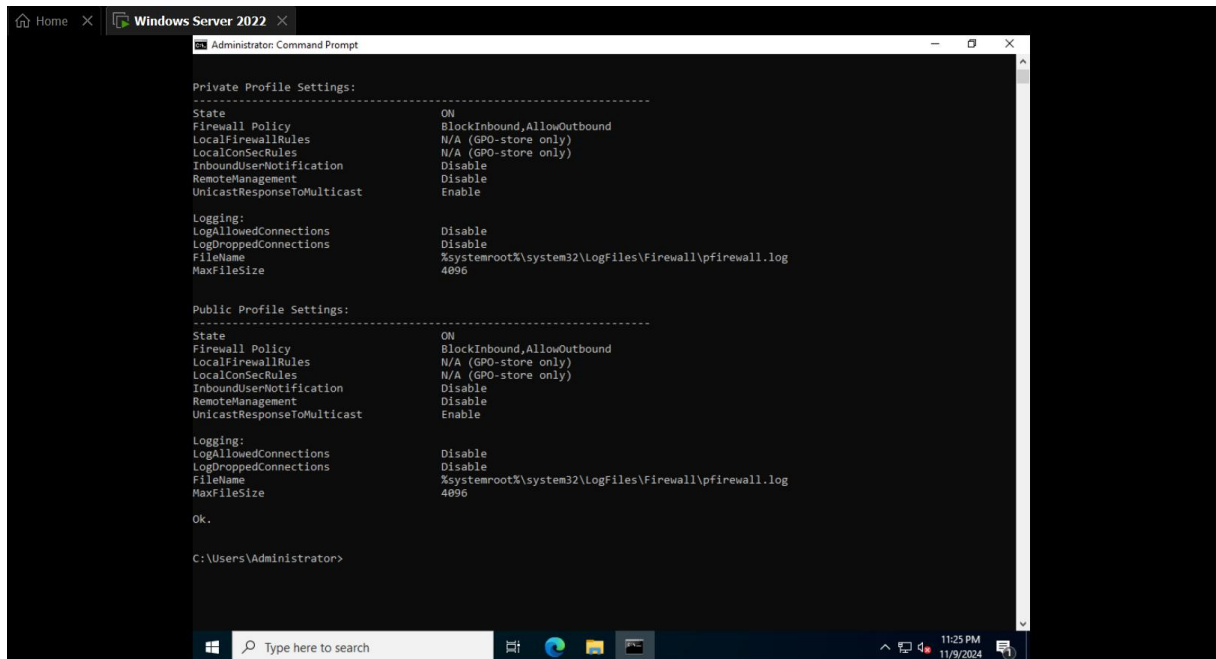 Home
Windows Server 2022
Administrator: Command Prompt
Private Profile Settings:
----------------------------------------------------------------------
State ON
Firewall Policy BlockInbound,AllowOutbound
LocalFirewallRules N/A (GPO-store only)
LocalConSecRules N/A (GPO-store only)
InboundUserNotification Disable
RemoteManagement Disable
UnicastResponseToMulticast Enable
Logging:
LogAllowedConnections Disable
LogDroppedConnections Disable
FileName %systemroot%\system32\LogFiles\Firewall\pfirewall.log
MaxFileSize 4096
Public Profile Settings:
----------------------------------------------------------------------
State ON
Firewall Policy BlockInbound,AllowOutbound
LocalFirewallRules N/A (GPO-store only)
LocalConSecRules N/A (GPO-store only)
InboundUserNotification Disable
RemoteManagement Disable
UnicastResponseToMulticast Enable
Logging:
LogAllowedConnections Disable
LogDroppedConnections Disable
FileName %systemroot%\system32\LogFiles\Firewall\pfirewall.log
MaxFileSize 4096
Ok.
C:\Users\Administrator>
Type here to search
11:25 PM
11/9/2024